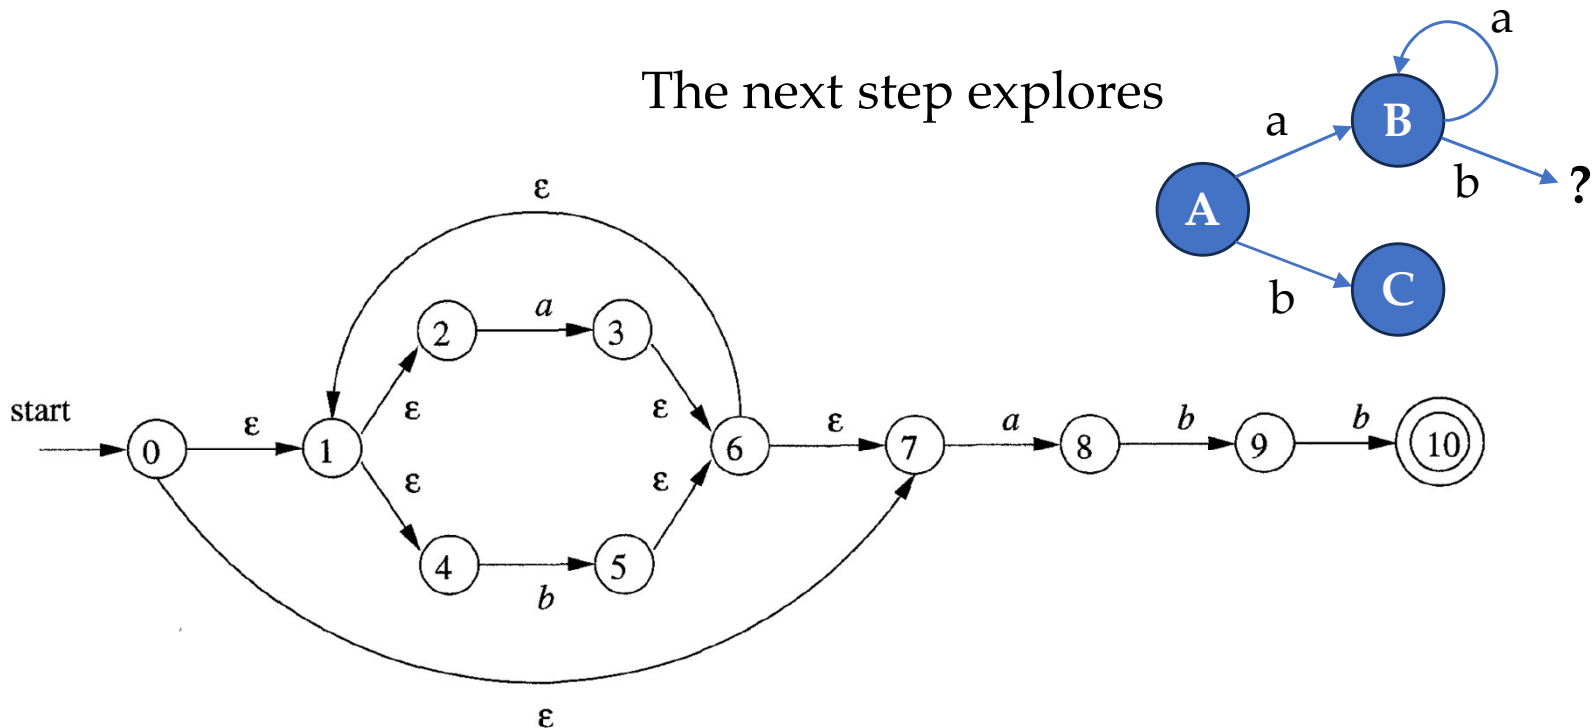 The next step explores
a
B
a
b
?
A
b
C
ε
2
a
3
ε
ε
start
0
ε
1
6
ε
7
a
8
b
9
b
10
ε
ε
4
b
5
ε